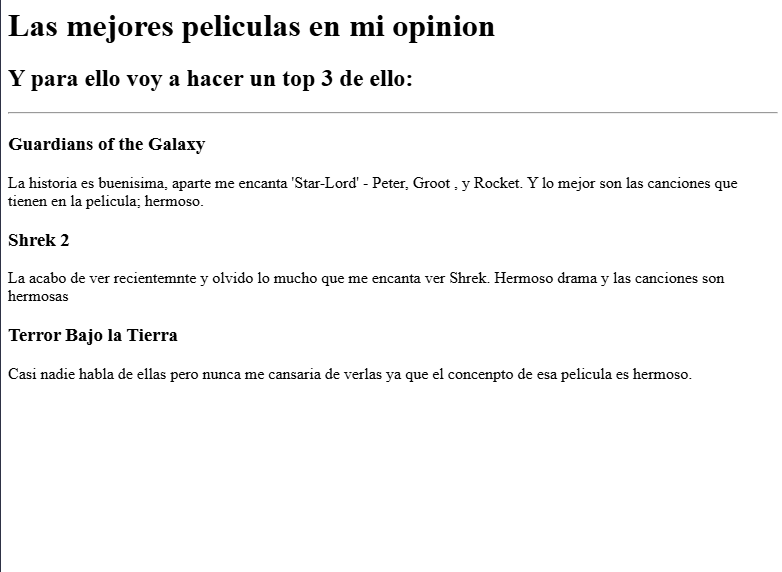 Las mejores peliculas en mi opinion
Y para ello voy a hacer un top 3 de ello:
Guardians of the Galaxy
La historia es buenisima, aparte me encanta 'Star-Lord' - Peter, Groot , y Rocket. Y lo mejor son las canciones que
tienen en la pelicula; hermoso.
Shrek 2
La acabo de ver recientemnte y olvido lo mucho que me encanta ver Shrek. Hermoso drama y las canciones son
hermosas
Terror Bajo la Tierra
Casi nadie habla de ellas pero nunca me cansaria de verlas ya que el concenpto de esa pelicula es hermoso.